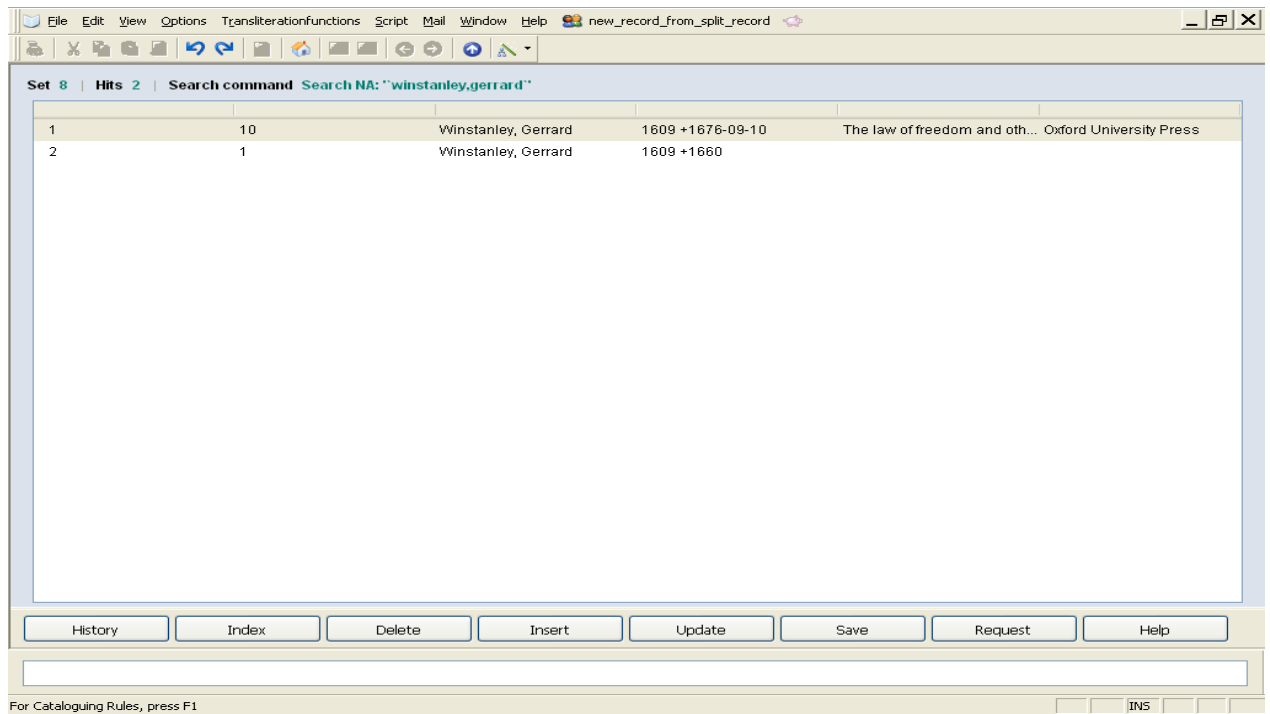 File Edit View Options Transliterationfunctions Script Mail Window Help new_record_from_split_record
Set 8 | Hits 2 | Search command Search NA: "winstanley,gerrard"
1 10 Winstanley, Gerrard 1609 +1676-09-10 The law of freedom and oth... Oxford University Press
2 1 Winstanley, Gerrard 1609 +1660
History Index Delete Insert Update Save Request Help
For Cataloguing Rules, press F1 INS